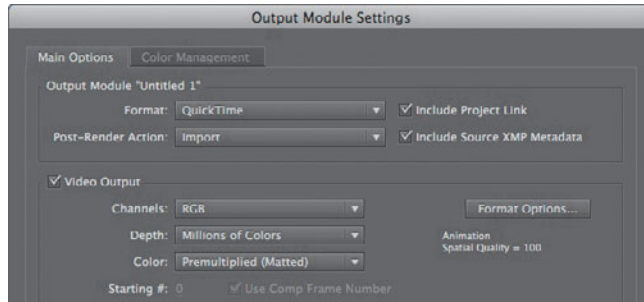 Output Module Settings
Main Options
Color Management
Output Module "Untitled 1"
Format: QuickTime
Include Project Link
Post-Render Action: Import
Include Source XMP Metadata
Video Output
Channels: RGB
Format Options...
Depth: Millions of Colors
Animation
Spatial Quality = 100
Color: Premultiplied (Matted)
Starting #: 0
Use Comp Frame Number